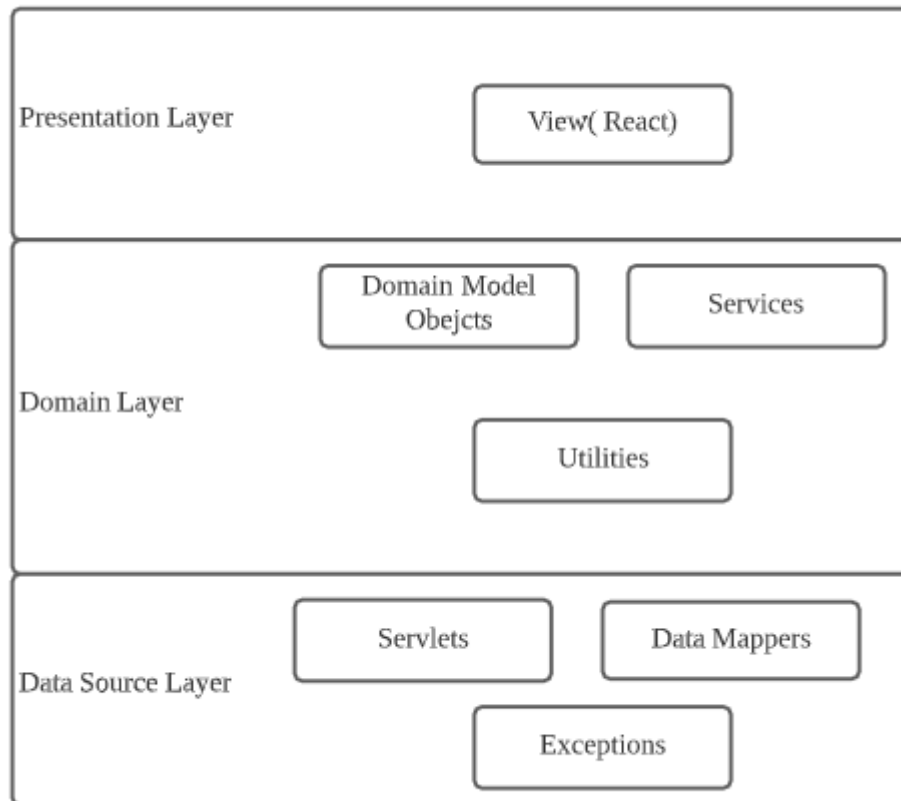 Presentation Layer
View( React)
Domain Model
Obejcts
Services
Domain Layer
Utilities
Servlets
Data Mappers
Data Source Layer
Exceptions